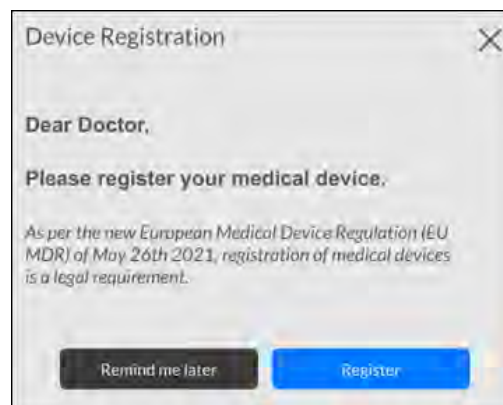 Device Registration
Dear Doctor,
Please register your medical device.
As per the new European Medical Device Regulation (EU
MDR) of May 26th 2021, registration of medical devices
is a legal requirement.
Remind me later
Register